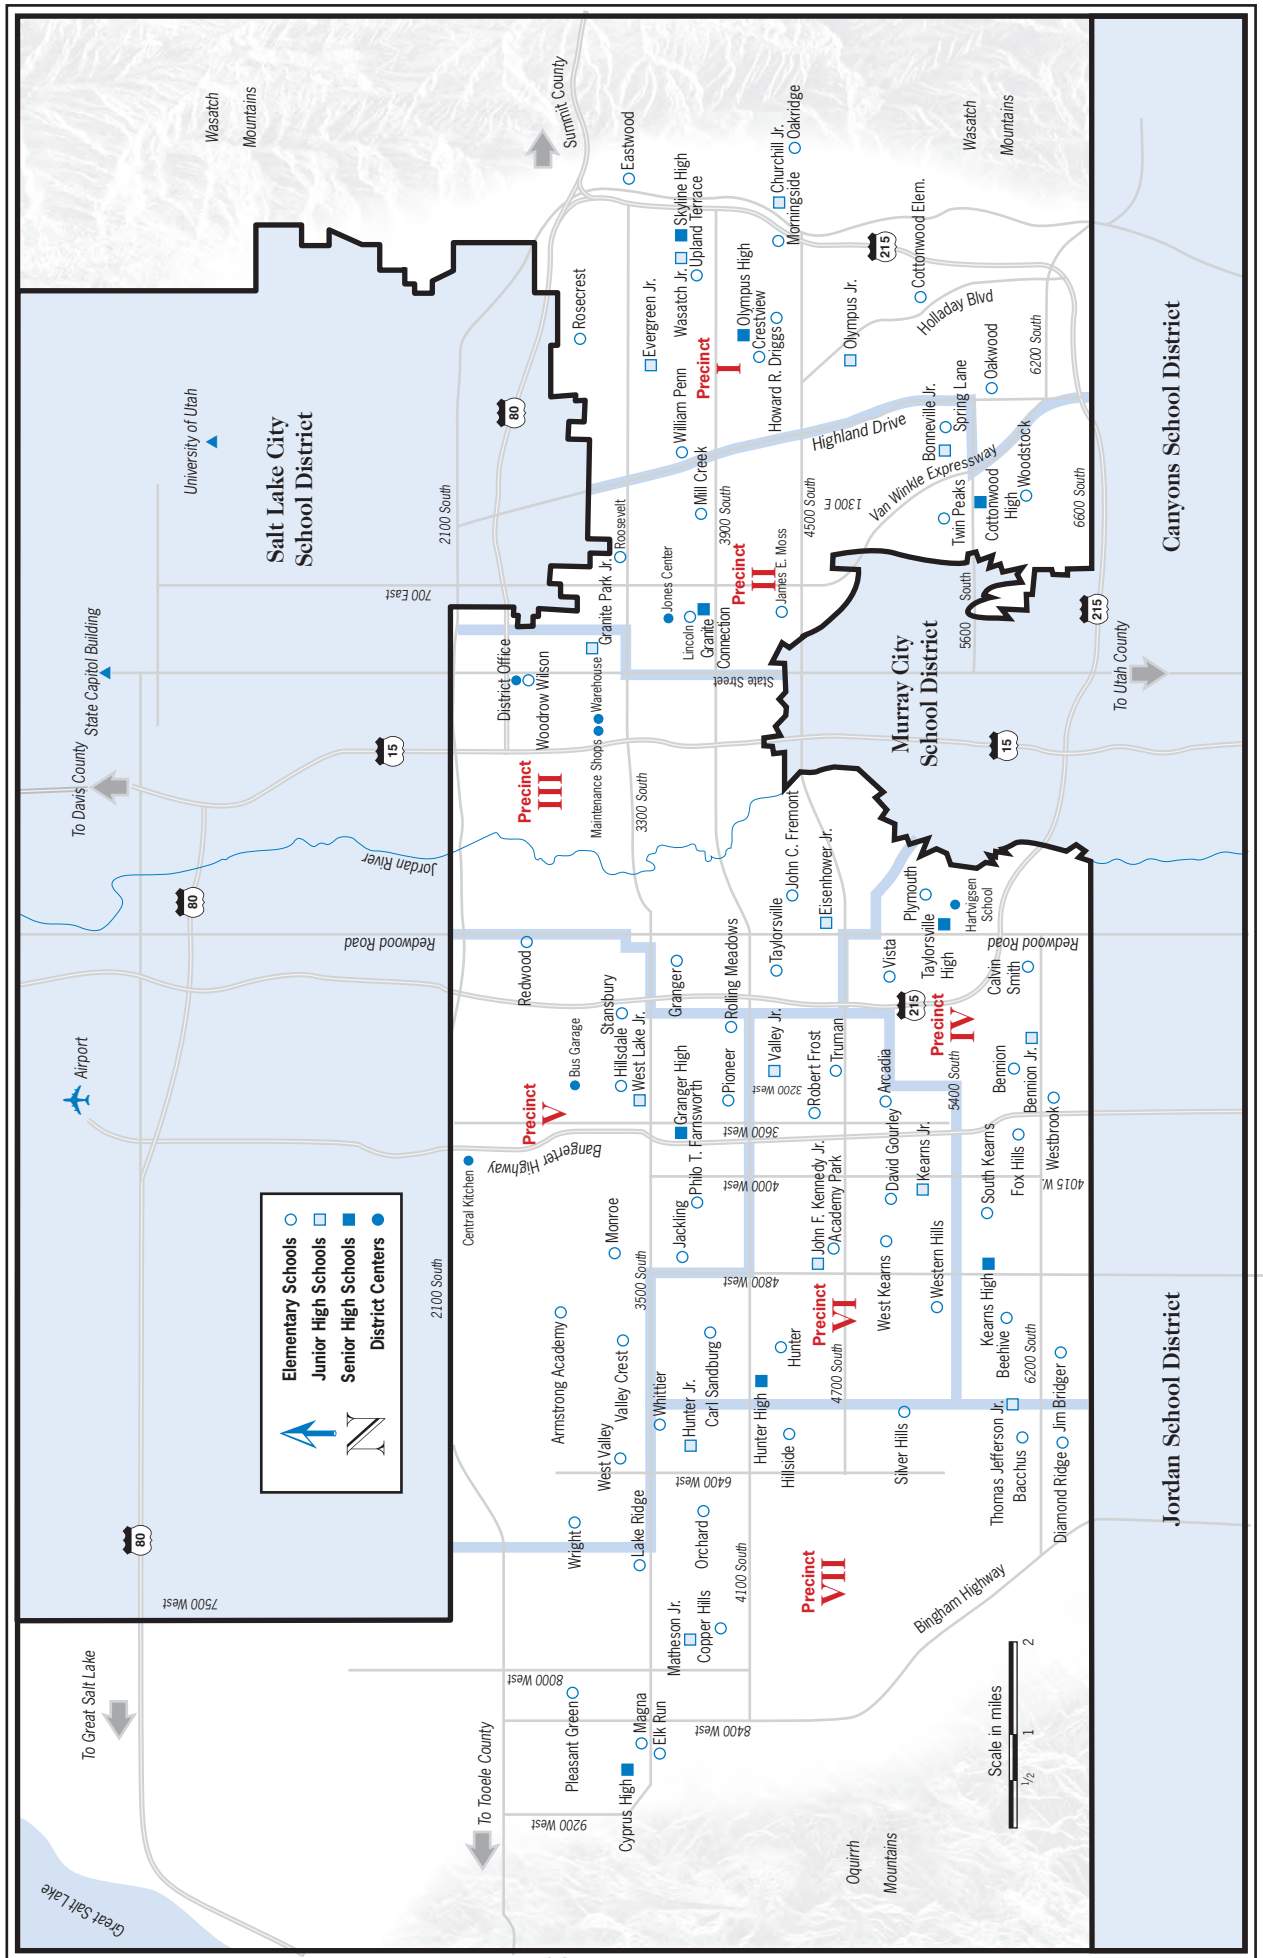 Great Salt Lake
To Great Salt Lake
7500 West
80
Airport
80
To Davis County
State Capitol Building
University of Utah
Wasatch
Mountains
Jordan River
Redwood Road
15
700 East
Salt Lake City
School District
2100 South
80
Summit County
Elementary Schools
Junior High Schools
Senior High Schools
District Centers
N
2100 South
To Tooele County
9200 West
8000 West
8400 West
Pleasant Green
Cyprus High
Magna
Elk Run
Matheson Jr.
Copper Hills
Orchard
4100 South
Wright
Lake Ridge
West Valley
Armstrong Academy
Valley Crest
Whittier
Hunter Jr.
Carl Sandburg
6400 West
Hunter High
Hillside
Hunter
3500 South
Monroe
Jackling
Philo T. Farnsworth
Granger High
4800 West
4000 West
3600 West
3200 West
Central Kitchen
Bangerter Highway
Precinct
V
Bus Garage
Hillsdale
Stansbury
West Lake Jr.
Granger
Pioneer
Rolling Meadows
Redwood
Precinct
III
District Office
Woodrow Wilson
Maintenance Shops
Warehouse
3300 South
Granite Park Jr.
Roosevelt
Jones Center
Lincoln
Granite
Connection
State Street
Precinct
II
James E. Moss
Mill Creek
3900 South
William Penn
Rosecrest
Evergreen Jr.
Wasatch Jr.
Upland Terrace
Skyline High
Eastwood
Precinct
I
Olympus High
Crestview
Howard R. Driggs
Morningside
Churchill Jr.
Oakridge
4500 South
1300 E
Highland Drive
Van Winkle Expressway
Olympus Jr.
Holladay Blvd
Cottonwood Elem.
215
Wasatch
Mountains
Bonneville Jr.
Spring Lane
Oakwood
Twin Peaks
Cottonwood
High
Woodstock
6200 South
6600 South
5600 South
Murray City
School District
15
215
To Utah County
Canyons School District
Precinct
VII
Precinct
VI
4700 South
John F. Kennedy Jr.
Academy Park
Robert Frost
Truman
Valley Jr.
Taylorsville
John C. Fremont
Eisenhower Jr.
Silver Hills
West Kearns
Western Hills
David Gourley
Kearns Jr.
Arcadia
Vista
Plymouth
Taylorsville
High
Hartvigsen
School
215
Precinct
IV
5400 South
Redwood Road
Calvin
Smith
Bennion
Bennion Jr.
Westbrook
4015 W.
South Kearns
Fox Hills
Kearns High
Beehive
6200 South
Jim Bridger
Thomas Jefferson Jr.
Bacchus
Diamond Ridge
Bingham Highway
Oquirrh
Mountains
Scale in miles
1/2
1
2
Jordan School District
80